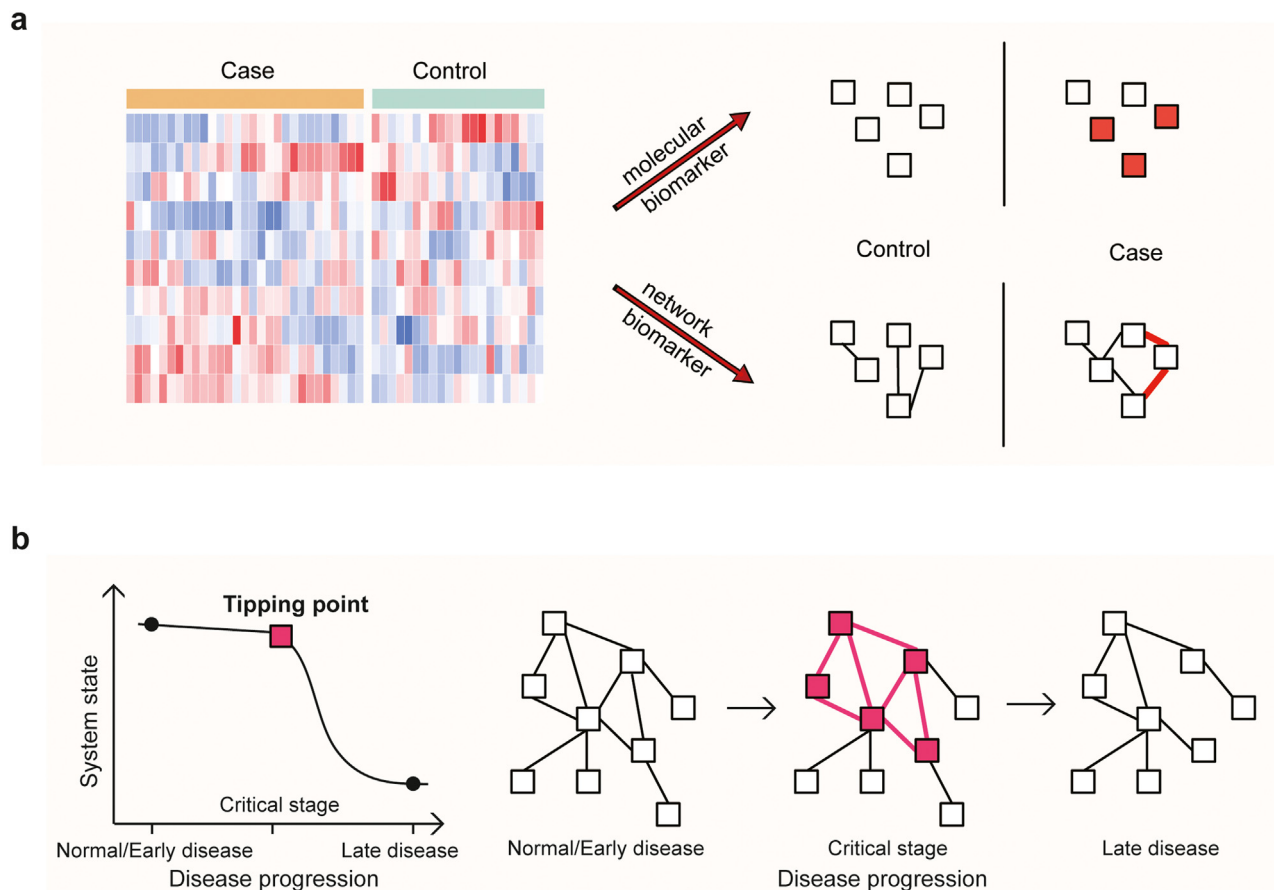 a
Case
Control
molecular
biomarker
Control
Case
network
biomarker
b
Tipping point
System state
Critical stage
Normal/Early disease
Late disease
Disease progression
Normal/Early disease
Critical stage
Late disease
Disease progression